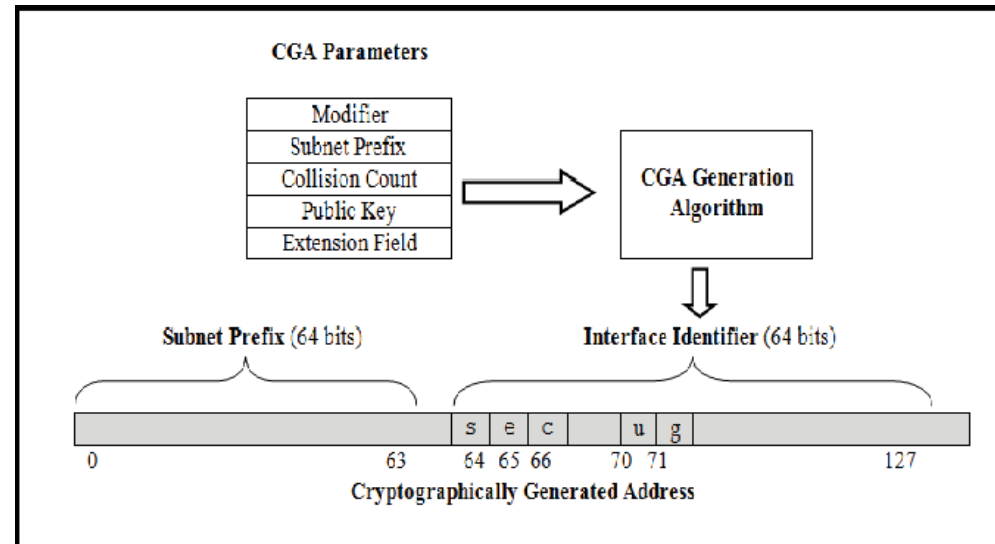 CGA Parameters
Modifier
Subnet Prefix
Collision Count
Public Key
Extension Field
CGA Generation
Algorithm
Subnet Prefix (64 bits)
Interface Identifier (64 bits)
s e c u g
0 63 64 65 66 70 71 127
Cryptographically Generated Address